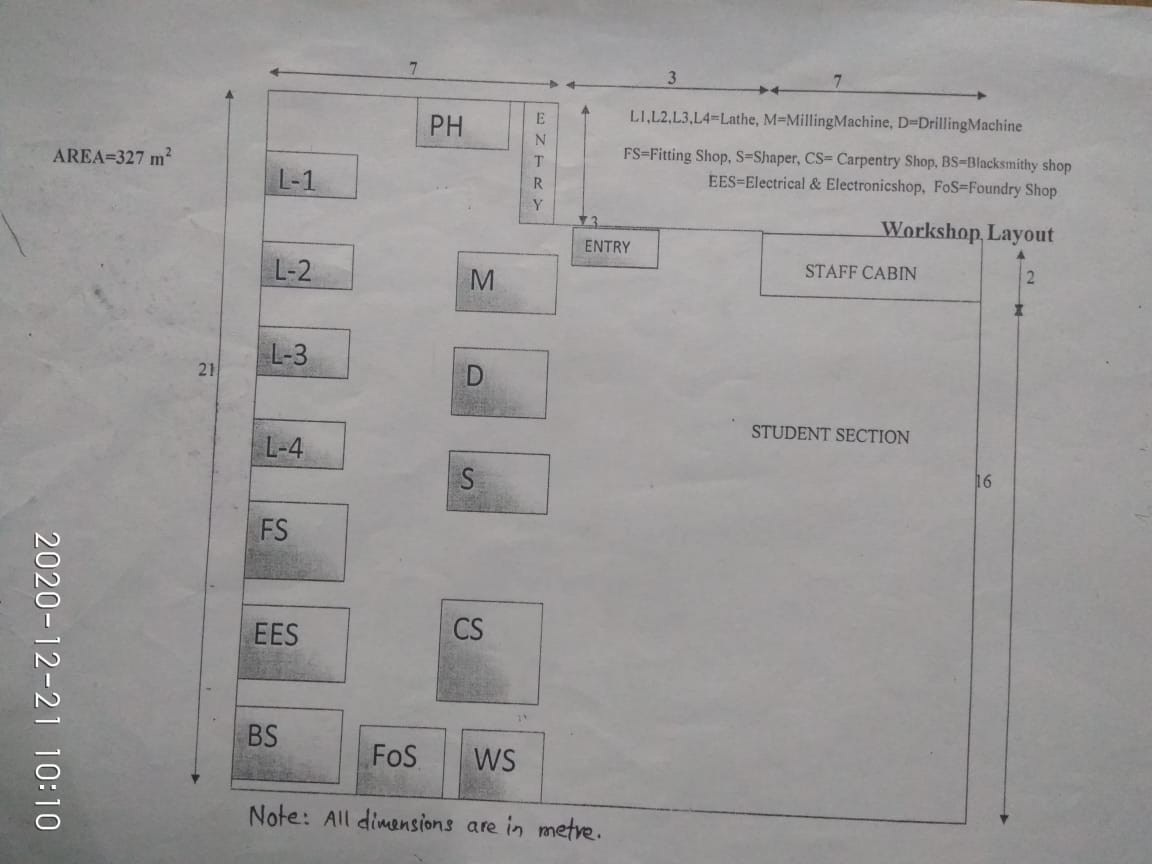 7
3
7
AREA=327 m²
PH
ENTRY
L1,L2,L3,L4=Lathe, M=MillingMachine, D=DrillingMachine
FS=Fitting Shop, S=Shaper, CS= Carpentry Shop, BS=Blacksmithy shop
EES=Electrical & Electronicshop, FoS=Foundry Shop
L-1
3
Workshop Layout
ENTRY
STAFF CABIN
2
L-2
M
L-3
D
21
L-4
STUDENT SECTION
S
16
FS
EES
CS
BS
FoS
WS
Note: All dimensions are in metre.
2020-12-21 10:10